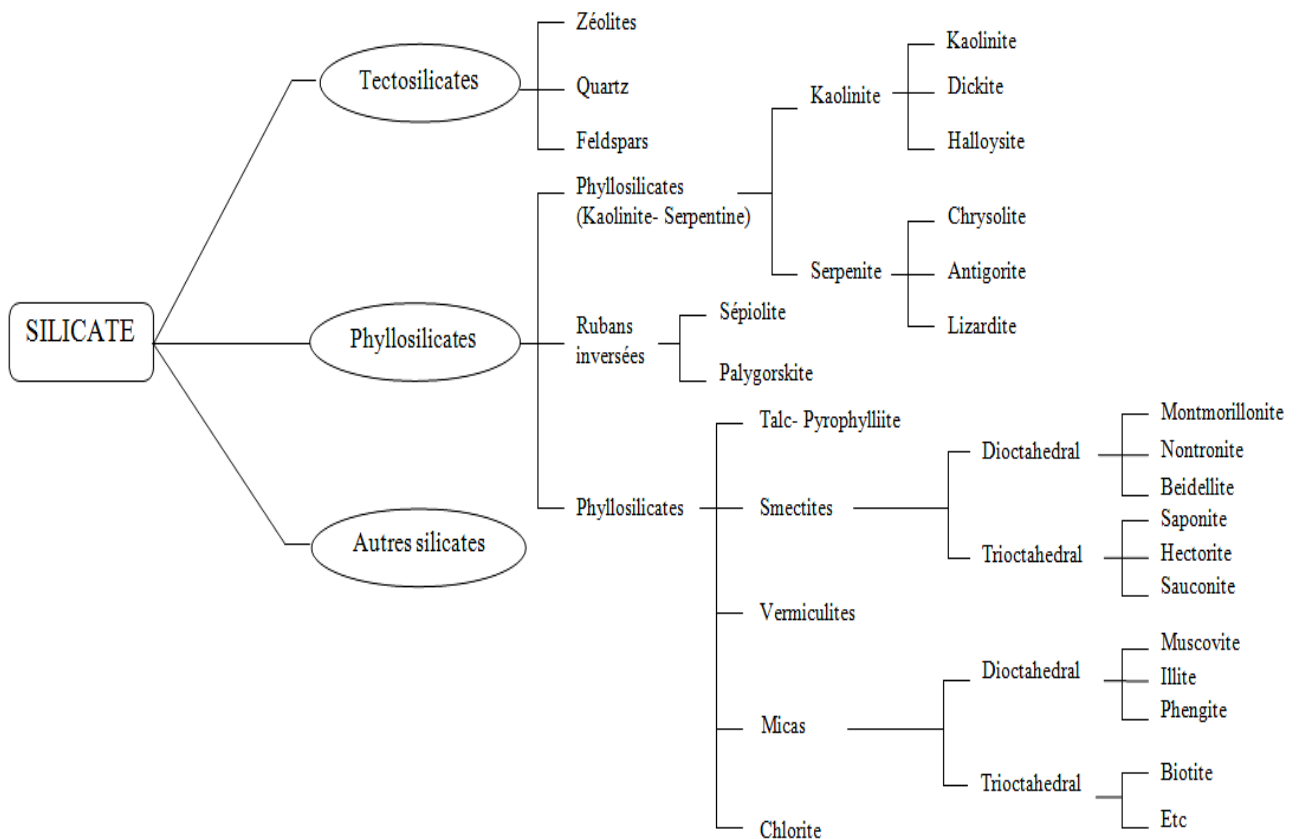 SILICATE
Tectosilicates
Zéolites
Quartz
Feldspars
Phyllosilicates
Phyllosilicates
(Kaolinite- Serpentine)
Kaolinite
Kaolinite
Dickite
Halloysite
Serpenite
Chrysolite
Antigorite
Lizardite
Rubans
inversées
Sépiolite
Palygorskite
Phyllosilicates
Talc- Pyrophylliite
Smectites
Dioctahedral
Montmorillonite
Nontronite
Beidellite
Trioctahedral
Saponite
Hectorite
Sauconite
Vermiculites
Micas
Dioctahedral
Muscovite
Illite
Phengite
Trioctahedral
Biotite
Etc
Chlorite
Autres silicates